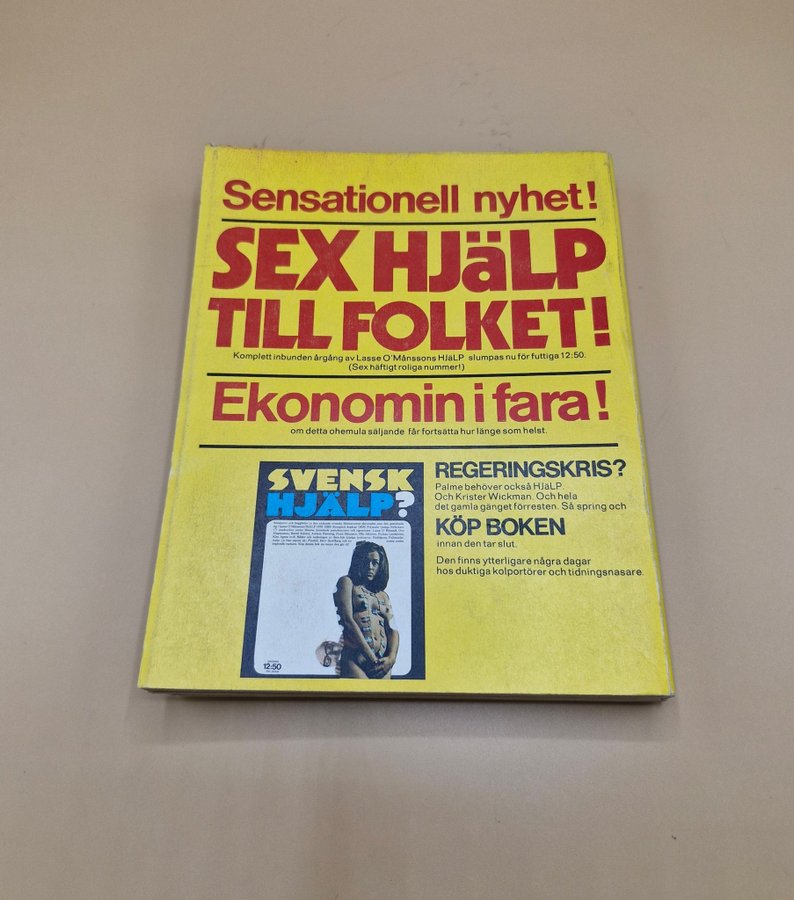 Sensationell nyhet!
SEX HJäLP
TILL FOLKET!
Komplett inbunden årgång av Lasse O'Månssons HJäLP slumpas nu för futtiga 12:50.
(Sex häftigt roliga nummer!)
Ekonomin i fara!
om detta ohemula säljande får fortsätta hur länge som helst.
REGERINGSKRIS?
Palme behöver också HJäLP.
Och Krister Wickman. Och hela
det gamla gänget förresten. Så spring och
KÖP BOKEN
innan den tar slut.
Den finns ytterligare några dagar
hos duktiga kolportörer och tidningsnasare.
SVENSK
HJÄLP?
12:50